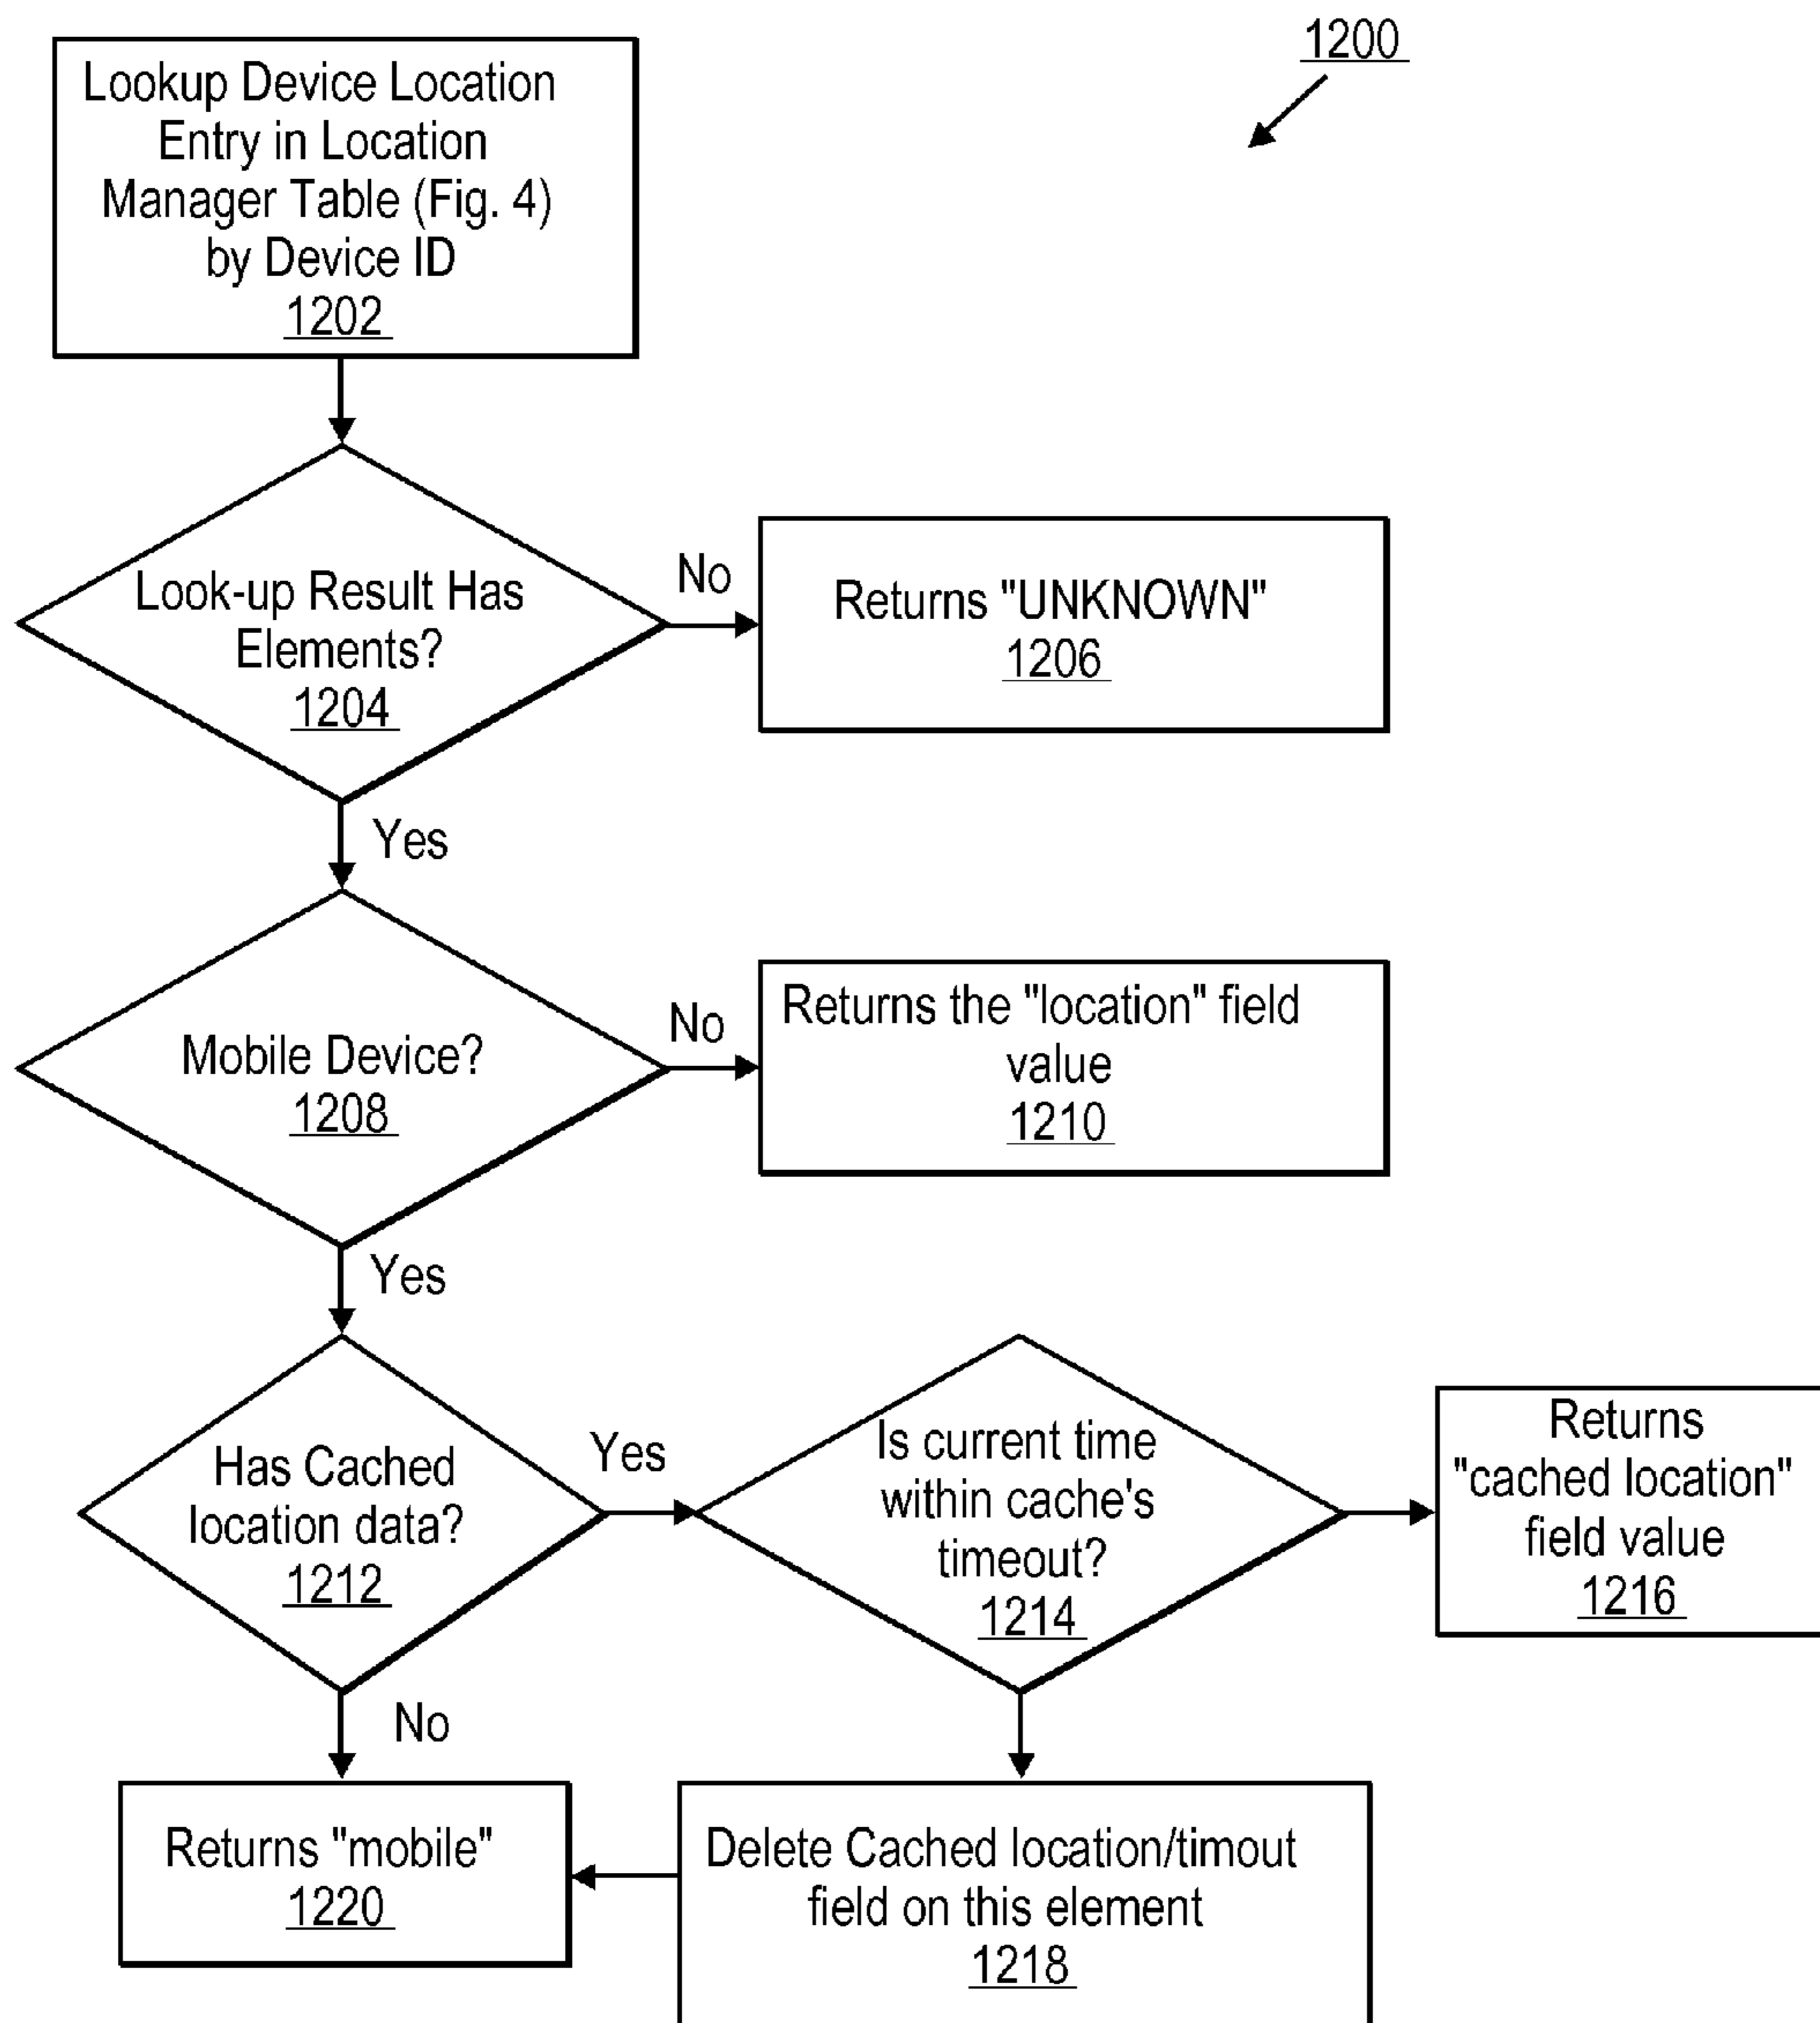 1200
Lookup Device Location
Entry in Location
Manager Table (Fig. 4)
by Device ID
1202
Look-up Result Has
Elements?
1204
No
Returns "UNKNOWN"
1206
Yes
Mobile Device?
1208
No
Returns the "location" field
value
1210
Yes
Has Cached
location data?
1212
Yes
Is current time
within cache's
timeout?
1214
Returns
"cached location"
field value
1216
No
Returns "mobile"
1220
Delete Cached location/timout
field on this element
1218